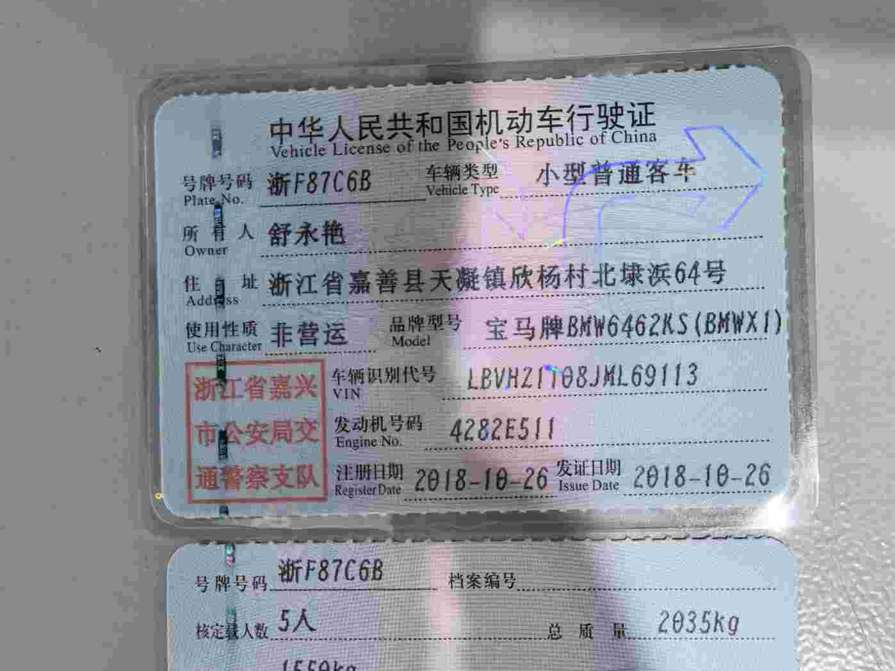 中华人民共和国机动车行驶证
Vehicle License of the People's Republic of China
号牌号码 浙F87C6B 车辆类型 小型普通客车
Plate No. Vehicle Type
所有人 舒永艳
Owner
住址 浙江省嘉善县天凝镇欣杨村北埭浜64号
Address
使用性质 非营运 品牌型号 宝马牌BMW6462KS(BMWX1)
Use Character Model
浙江省嘉兴
市公安局交
通警察支队
车辆识别代号 LBVHZ1108JML69113
VIN
发动机号码 4282E511
Engine No.
注册日期 2018-10-26 发证日期 2018-10-26
Register Date Issue Date
号牌号码 浙F87C6B 档案编号
核定载人数 5人 总质量 2035kg